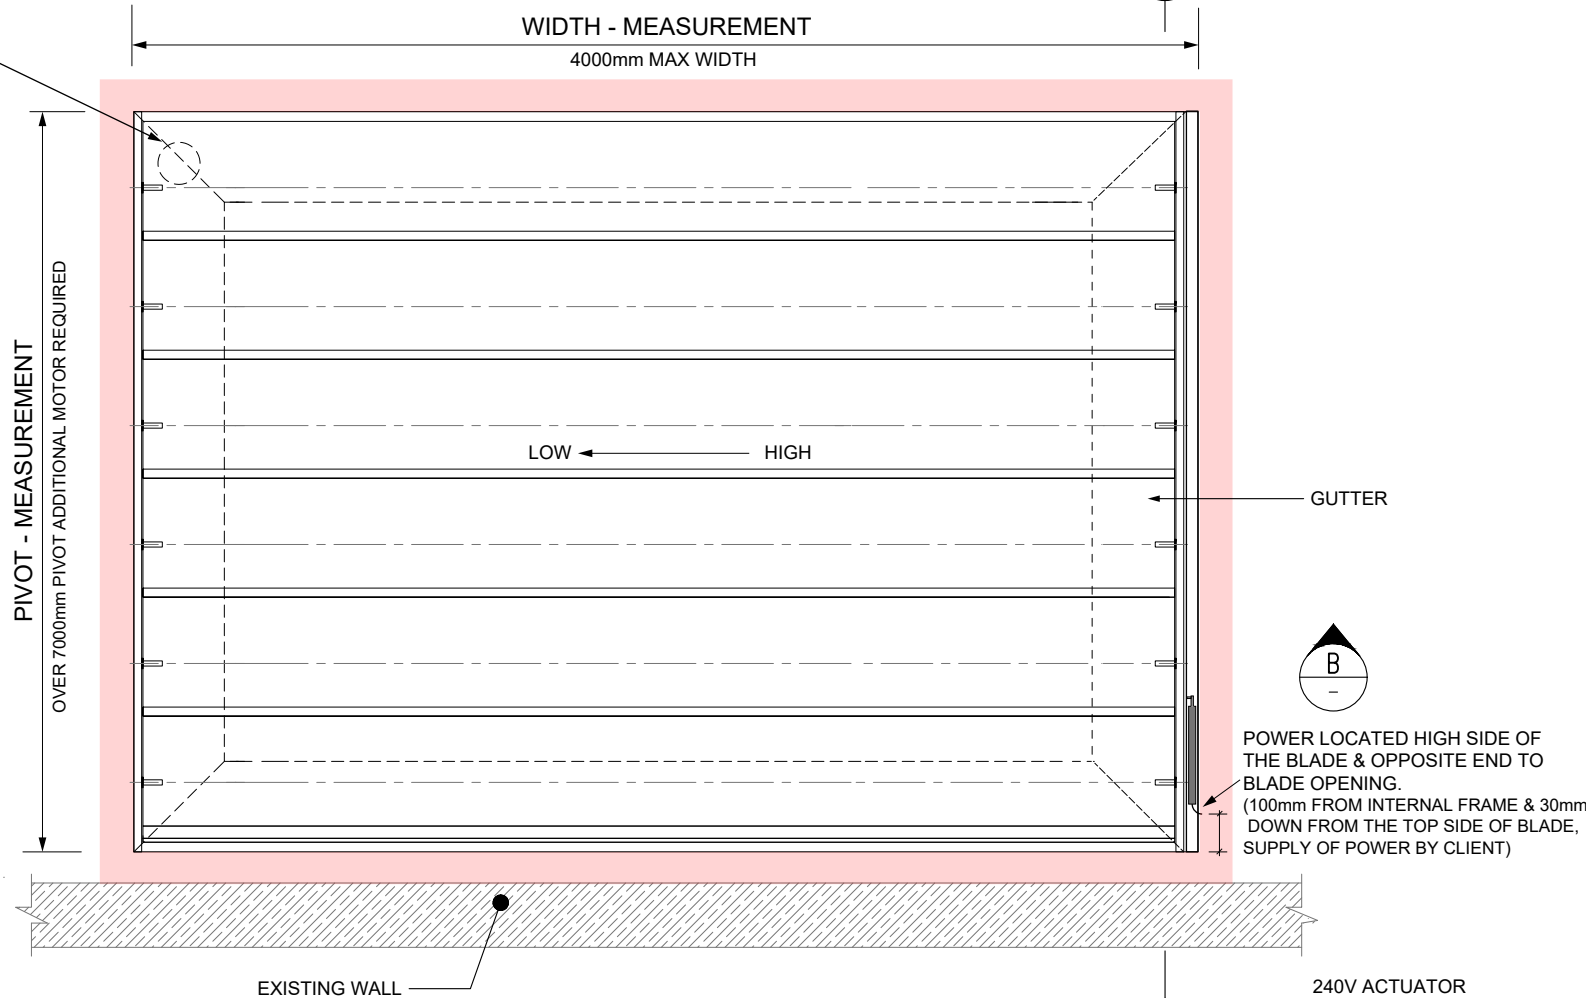 WIDTH - MEASUREMENT
4000mm MAX WIDTH
PIVOT - MEASUREMENT
OVER 7000mm PIVOT ADDITIONAL MOTOR REQUIRED
LOW
HIGH
GUTTER
B
-
POWER LOCATED HIGH SIDE OF
THE BLADE & OPPOSITE END TO
BLADE OPENING.
(100mm FROM INTERNAL FRAME & 30mm
DOWN FROM THE TOP SIDE OF BLADE,
SUPPLY OF POWER BY CLIENT)
EXISTING WALL
240V ACTUATOR